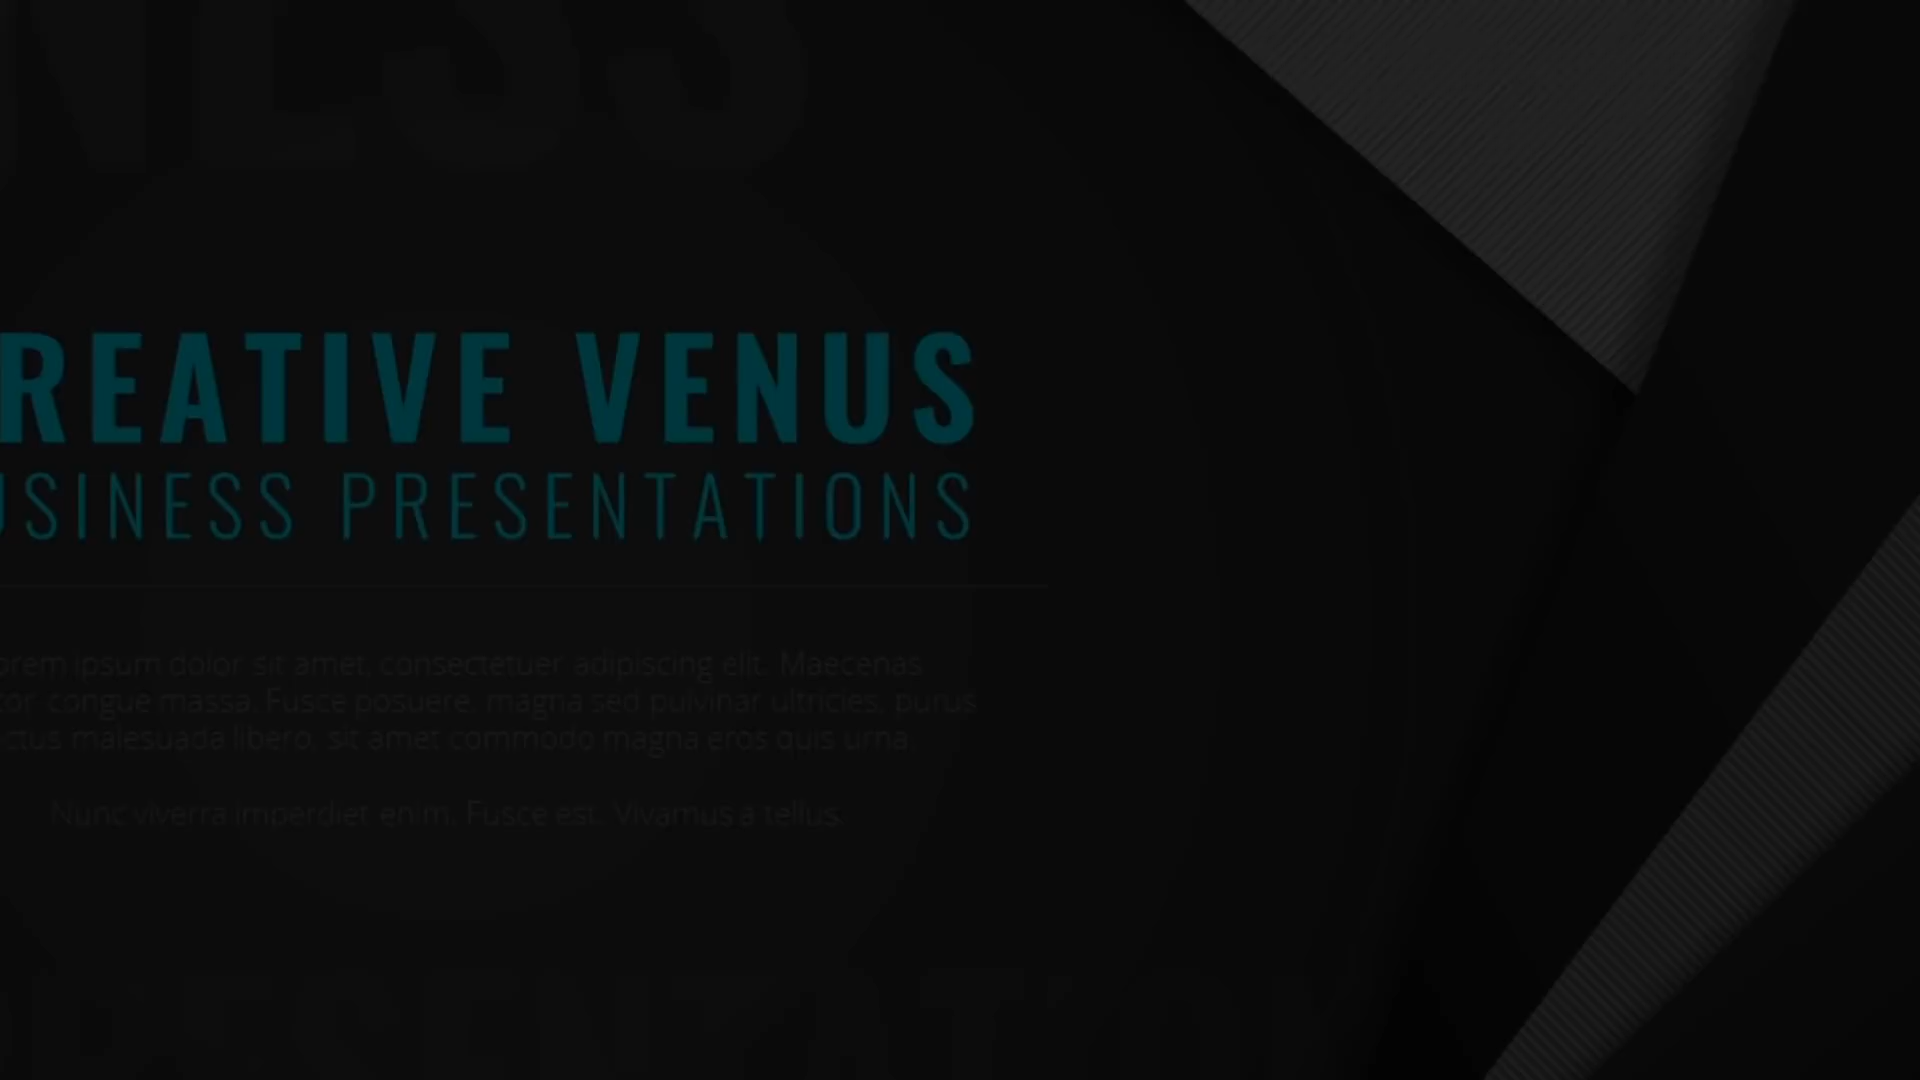 NESS
REATIVE VENUS
USINESS PRESENTATIONS
orem ipsum dolor sit amet, consectetuer adipiscing elit. Maecenas
tor congue massa. Fusce posuere, magna sed pulvinar ultricies, purus
ctus malesuada libero, sit amet commodo magna eros quis urna.
Nunc viverra imperdiet enim. Fusce est. Vivamus a tellus.